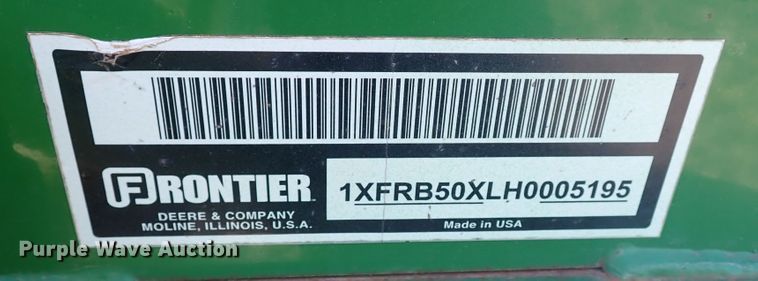 FRONTIER
DEERE & COMPANY
MOLINE, ILLINOIS, U.S.A.
1XFRB50XLH0005195
Made in USA
Purple Wave Auction